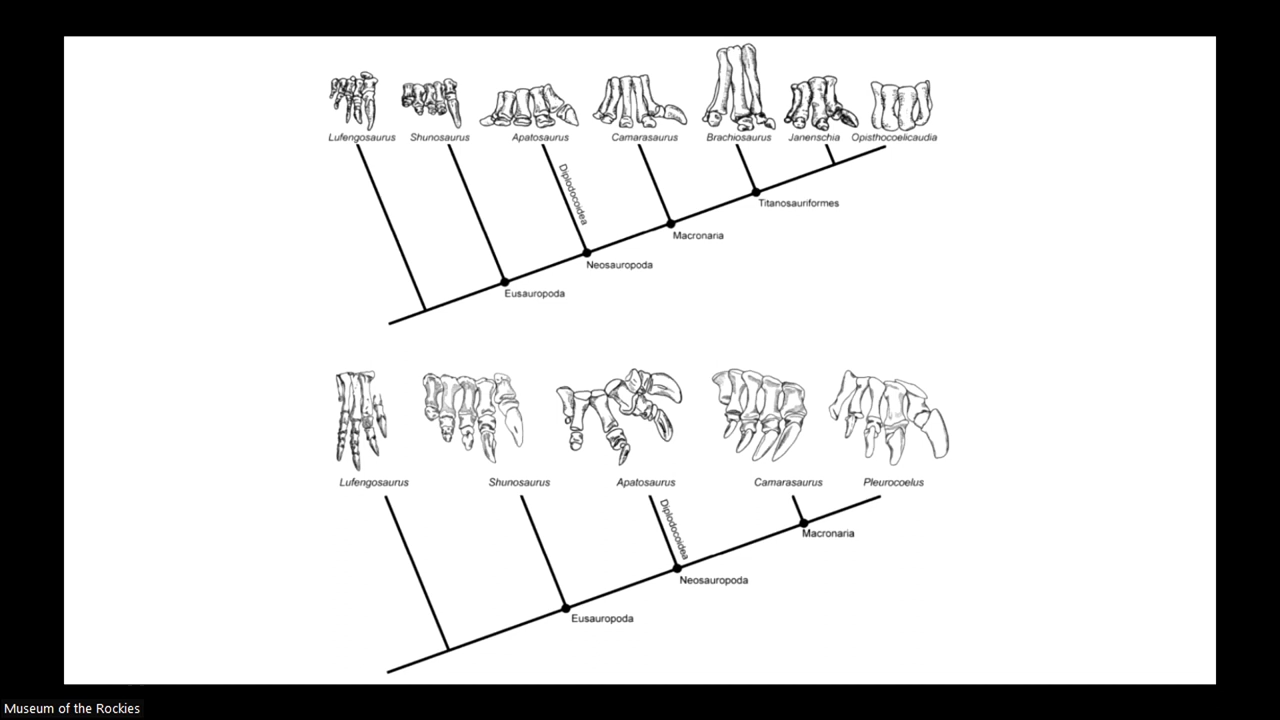 Lufengosaurus Shunosaurus Apatosaurus Camarasaurus Brachiosaurus Janenschia Opisthocoelicaudia
Diplodocoidea
Titanosauriformes
Macronaria
Neosauropoda
Eusauropoda
Lufengosaurus Shunosaurus Apatosaurus Camarasaurus Pleurocoelus
Diplodocoidea
Macronaria
Neosauropoda
Eusauropoda
Museum of the Rockies